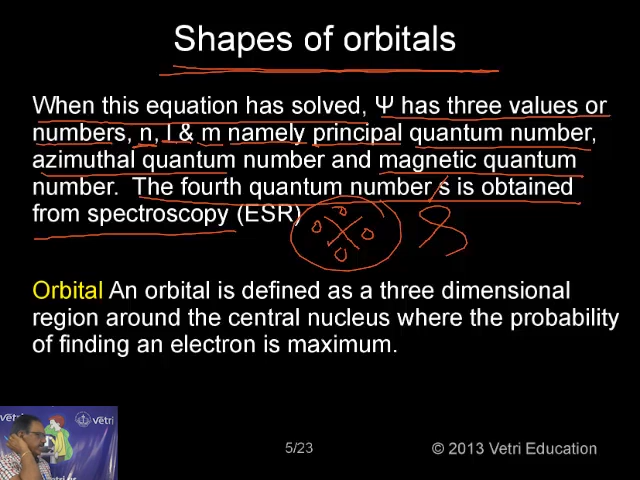 Shapes of orbitals
When this equation has solved, Ψ has three values or
numbers, n, l & m namely principal quantum number,
azimuthal quantum number and magnetic quantum
number. The fourth quantum number s is obtained
from spectroscopy (ESR)
Orbital An orbital is defined as a three dimensional
region around the central nucleus where the probability
of finding an electron is maximum.
vetri
vetri
5/23
© 2013 Vetri Education